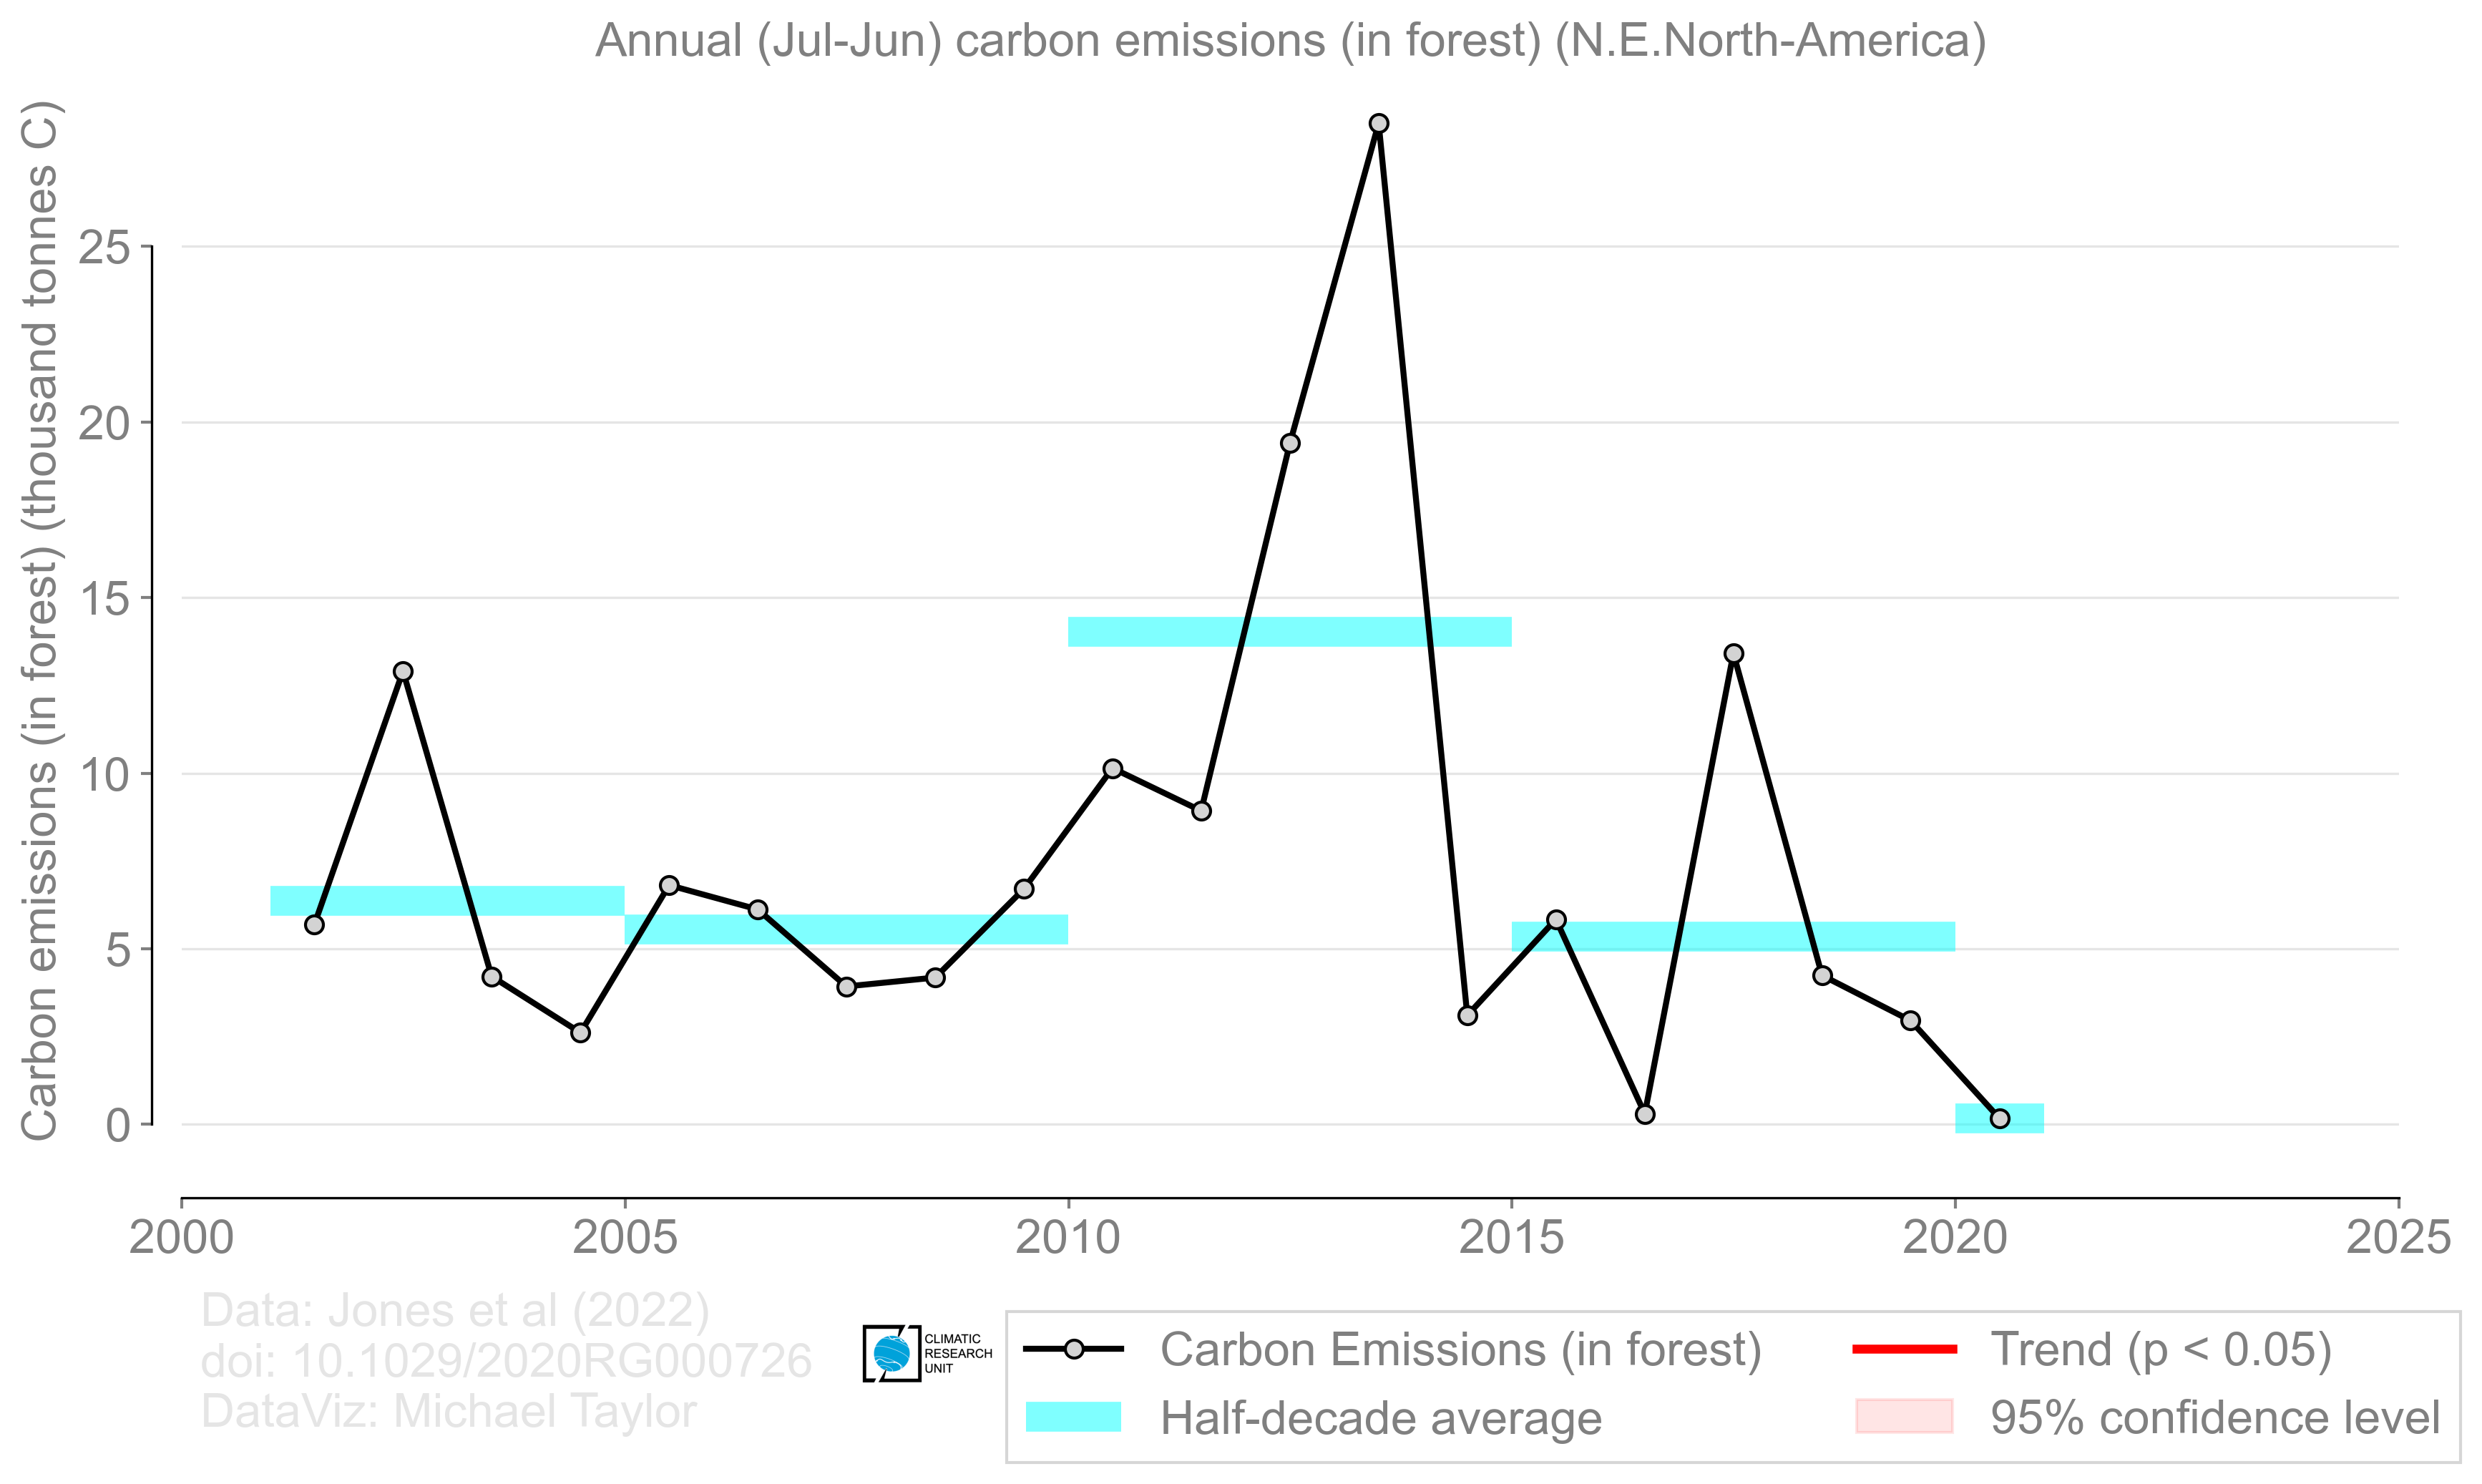 Annual (Jul-Jun) carbon emissions (in forest) (N.E.North-America)
Carbon emissions (in forest) (thousand tonnes C)
25
20
15
10
5
0
2000
2005
2010
2015
2020
2025
Data: Jones et al (2022)
doi: 10.1029/2020RG000726
DataViz: Michael Taylor
CLIMATIC
RESEARCH
UNIT
Carbon Emissions (in forest)
Half-decade average
Trend (p < 0.05)
95% confidence level